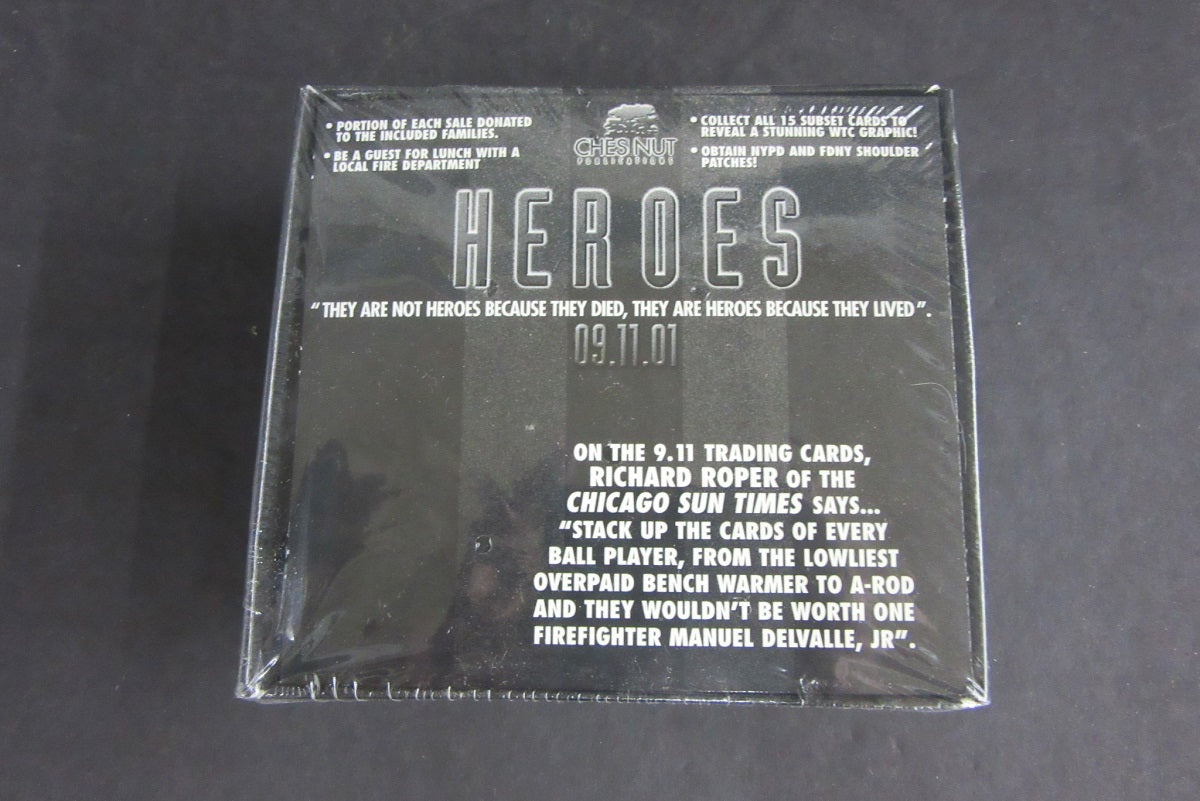 • PORTION OF EACH SALE DONATED
TO THE INCLUDED FAMILIES.
• BE A GUEST FOR LUNCH WITH A
LOCAL FIRE DEPARTMENT
CHESTNUT
PUBLICATIONS
• COLLECT ALL 15 SUBSET CARDS TO
REVEAL A STUNNING WTC GRAPHIC!
• OBTAIN NYPD AND FDNY SHOULDER
PATCHES!
HEROES
"THEY ARE NOT HEROES BECAUSE THEY DIED, THEY ARE HEROES BECAUSE THEY LIVED".
09.11.01
ON THE 9.11 TRADING CARDS,
RICHARD ROPER OF THE
CHICAGO SUN TIMES SAYS...
"STACK UP THE CARDS OF EVERY
BALL PLAYER, FROM THE LOWLIEST
OVERPAID BENCH WARMER TO A-ROD
AND THEY WOULDN'T BE WORTH ONE
FIREFIGHTER MANUEL DELVALLE, JR".